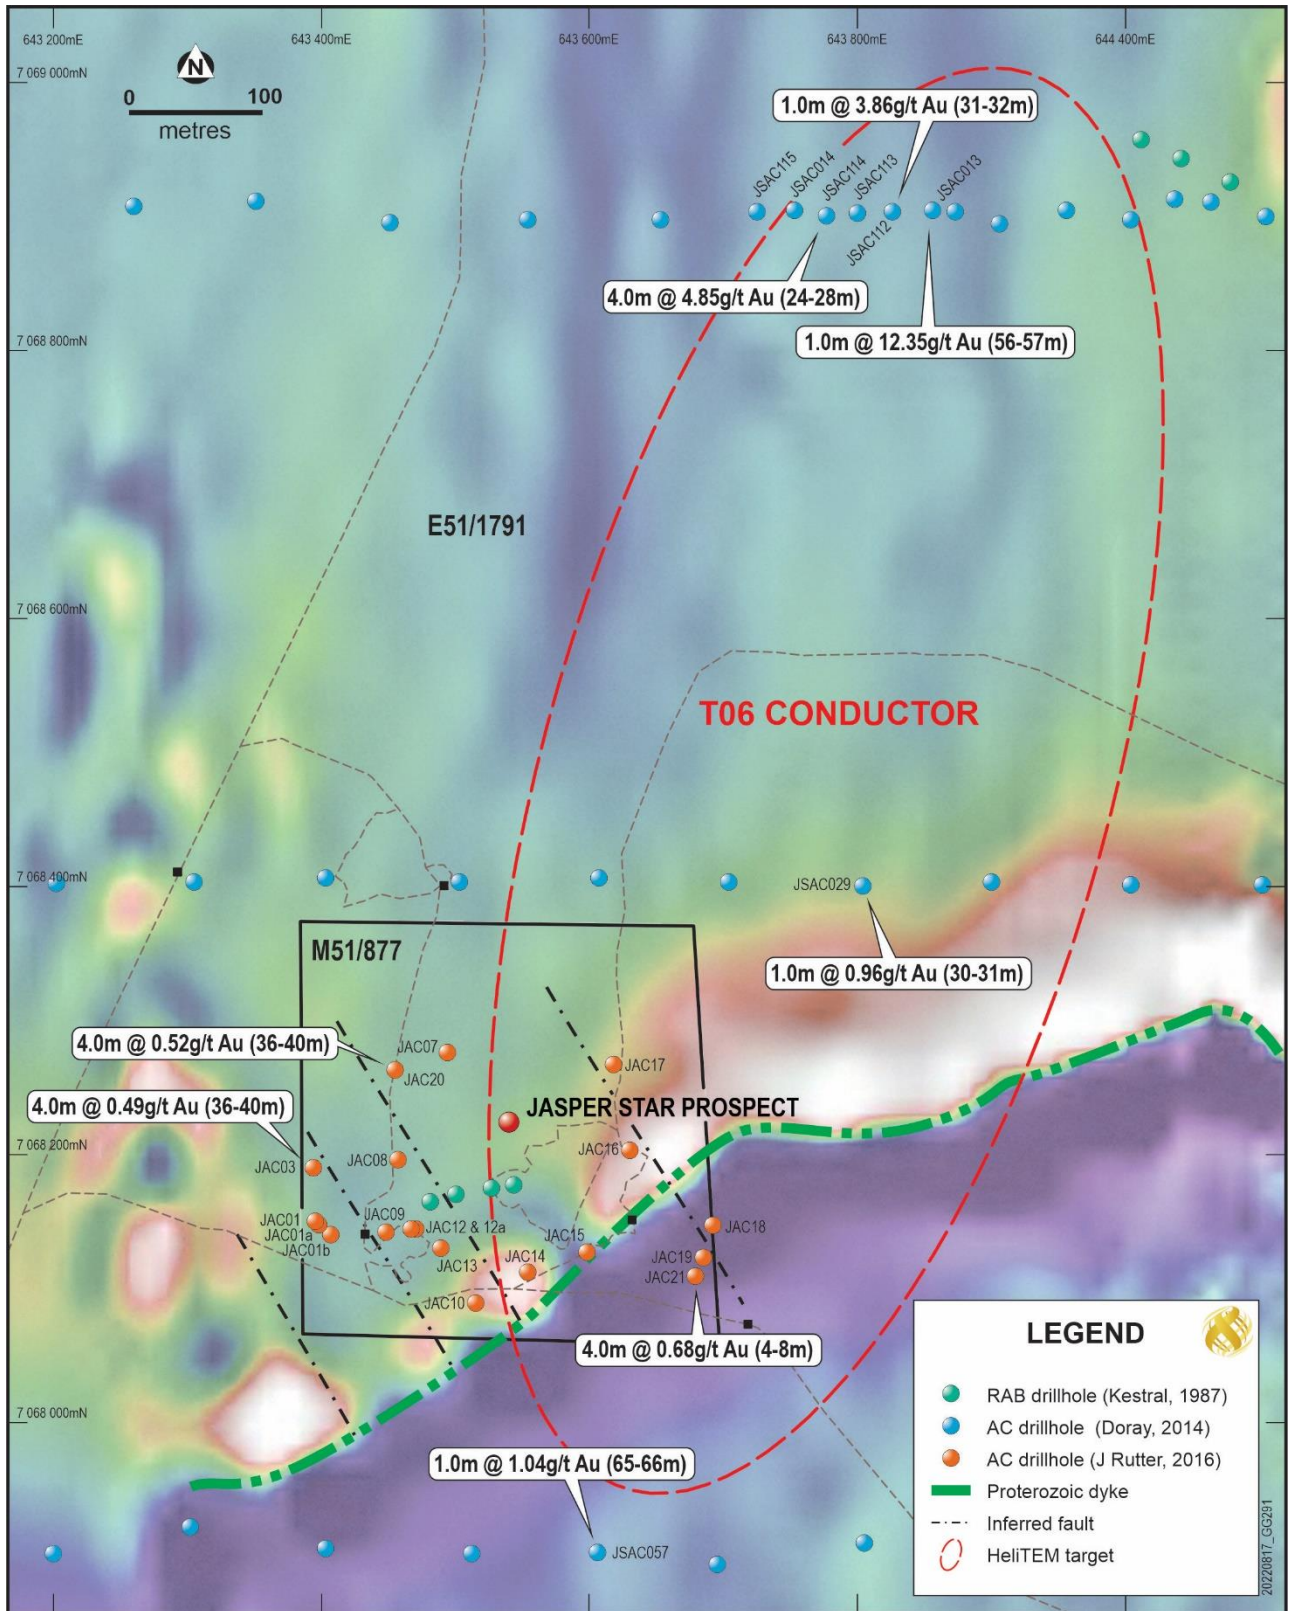 643 200mE
643 400mE
643 600mE
643 800mE
644 400mE
7 069 000mN
N
0 100
metres
1.0m @ 3.86g/t Au (31-32m)
JSAC115
JSAC014
JSAC114
JSAC113
JSAC112
JSAC013
4.0m @ 4.85g/t Au (24-28m)
1.0m @ 12.35g/t Au (56-57m)
7 068 800mN
E51/1791
7 068 600mN
T06 CONDUCTOR
7 068 400mN
JSAC029
1.0m @ 0.96g/t Au (30-31m)
M51/877
4.0m @ 0.52g/t Au (36-40m)
JAC07
JAC20
JAC17
4.0m @ 0.49g/t Au (36-40m)
JASPER STAR PROSPECT
7 068 200mN
JAC03
JAC08
JAC16
JAC01
JAC01a
JAC01b
JAC09
JAC12 & 12a
JAC13
JAC14
JAC15
JAC18
JAC19
JAC21
JAC10
4.0m @ 0.68g/t Au (4-8m)
7 068 000mN
1.0m @ 1.04g/t Au (65-66m)
JSAC057
LEGEND
RAB drillhole (Kestral, 1987)
AC drillhole (Doray, 2014)
AC drillhole (J Rutter, 2016)
Proterozoic dyke
Inferred fault
HeliTEM target
20220817_GG291